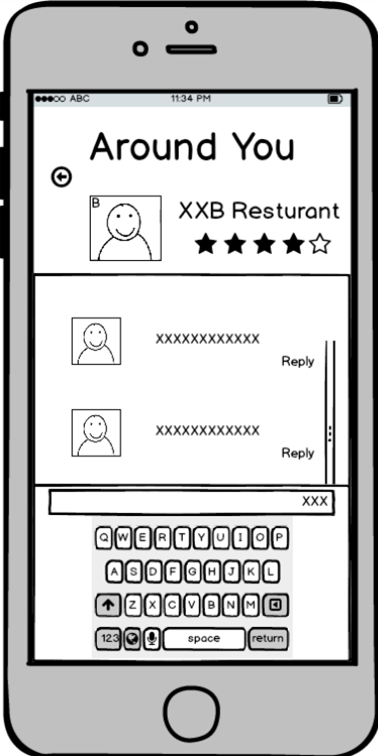 ABC 11:34 PM
Around You
B
XXB Resturant
XXXXXXXXXXXX
Reply
XXXXXXXXXXXX
Reply
XXX
Q W E R T Y U I O P
A S D F G H J K L
Z X C V B N M
123 space return